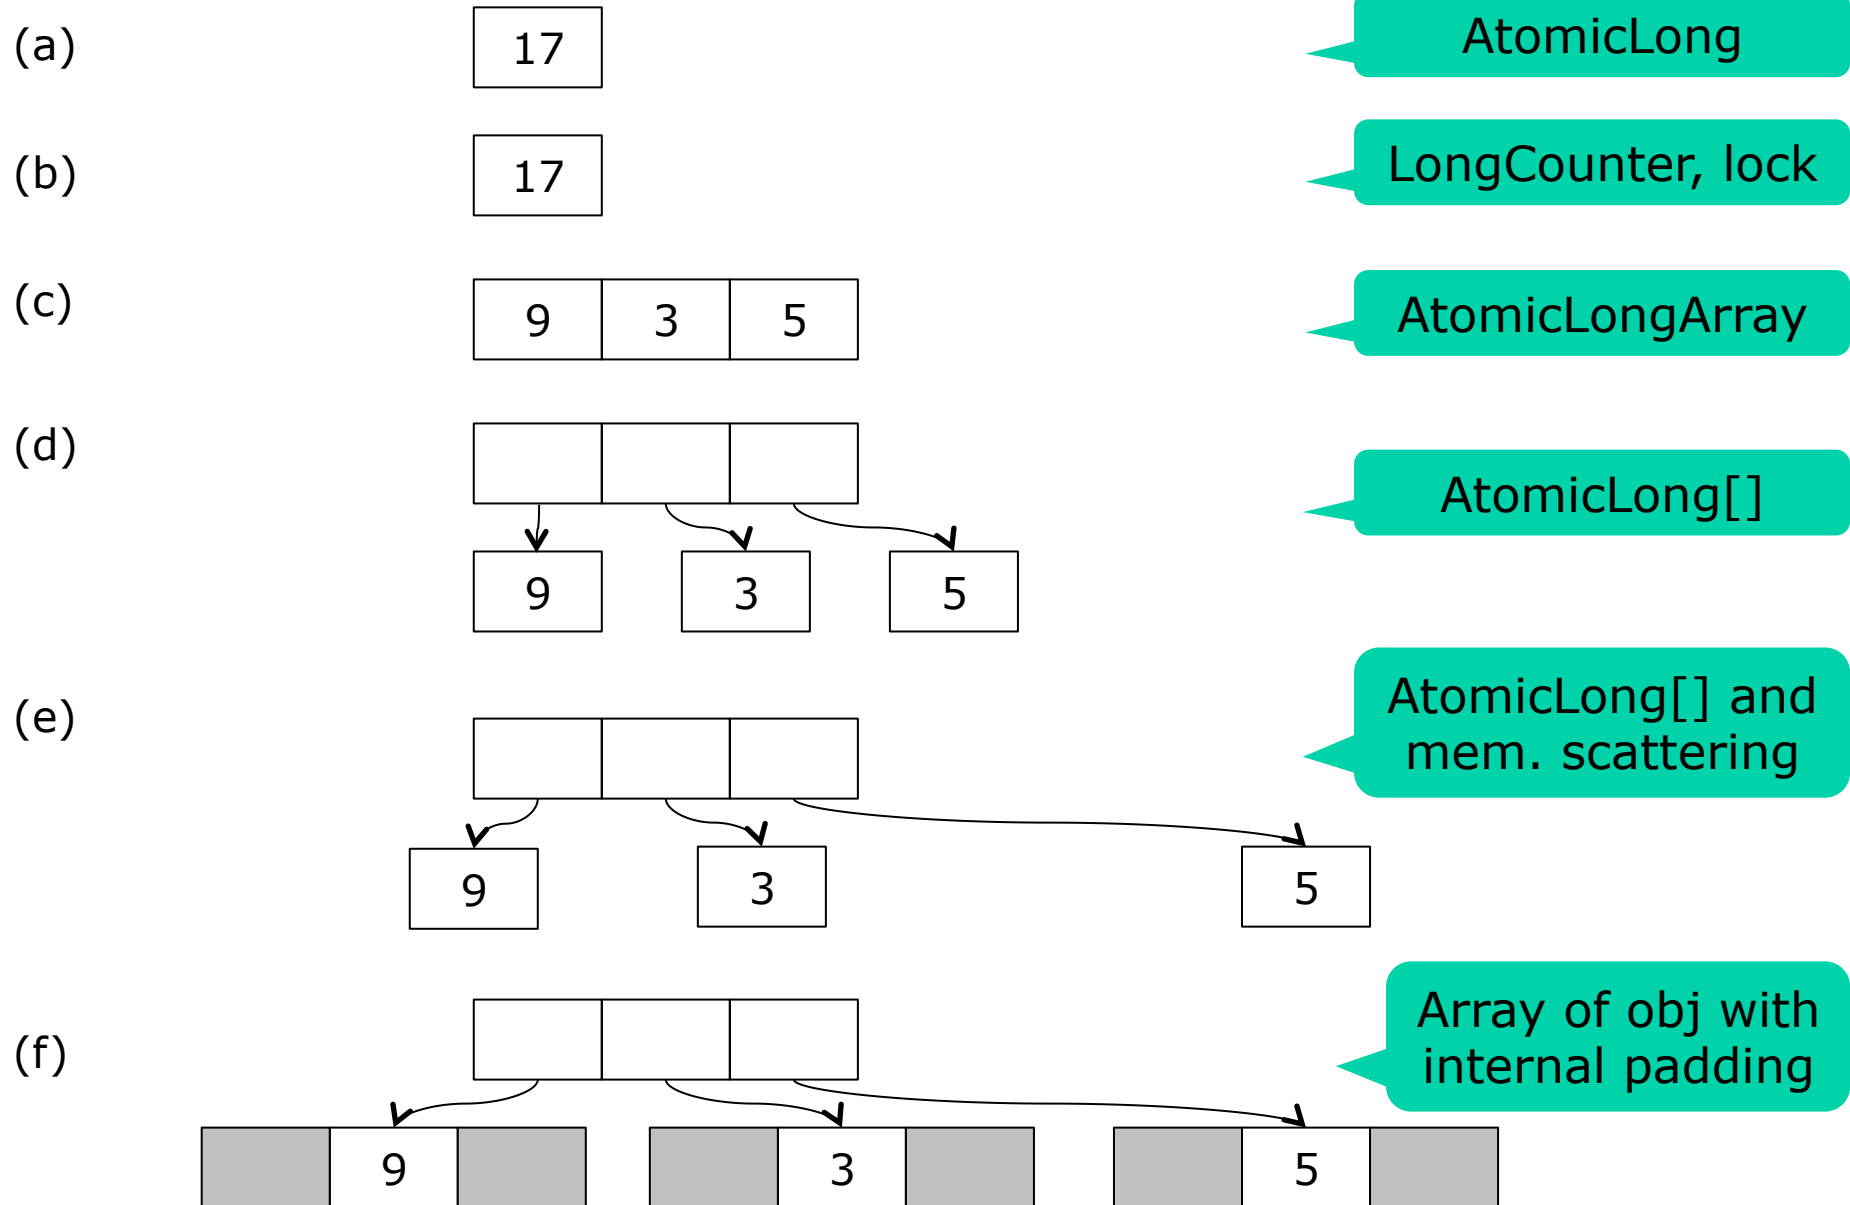 (a)
17
AtomicLong
(b)
17
LongCounter, lock
(c)
9 3 5
AtomicLongArray
(d)
AtomicLong[]
9 3 5
(e)
AtomicLong[] and
mem. scattering
9 3 5
(f)
Array of obj with
internal padding
9 3 5